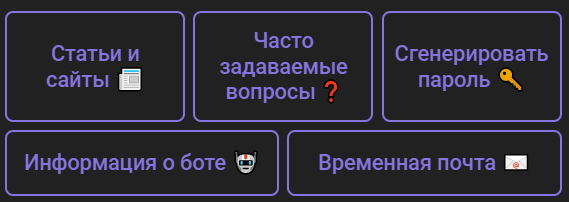 Статьи и
сайты 📰
Часто
задаваемые
вопросы ❓
Сгенерировать
пароль 🔑
Информация о боте 🤖
Временная почта 📧